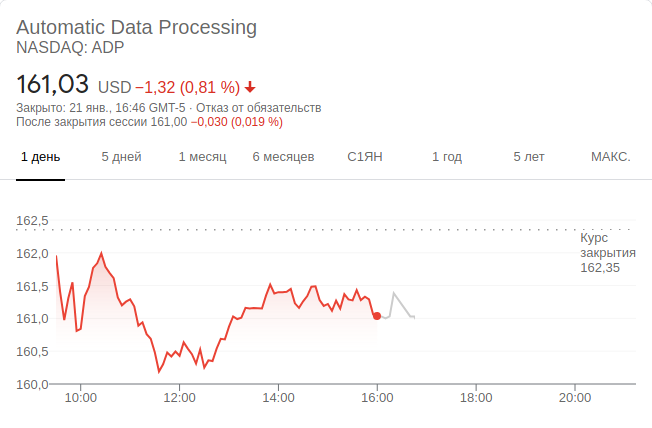 Automatic Data Processing
NASDAQ: ADP
161,03 USD −1,32 (0,81 %)
Закрыто: 21 янв., 16:46 GMT-5 · Отказ от обязательств
После закрытия сессии 161,00 −0,030 (0,019 %)
1 день 5 дней 1 месяц 6 месяцев С1ЯН 1 год 5 лет МАКС.
162,5
Курс
закрытия
162,35
162,0
161,5
161,0
160,5
160,0
10:00 12:00 14:00 16:00 18:00 20:00